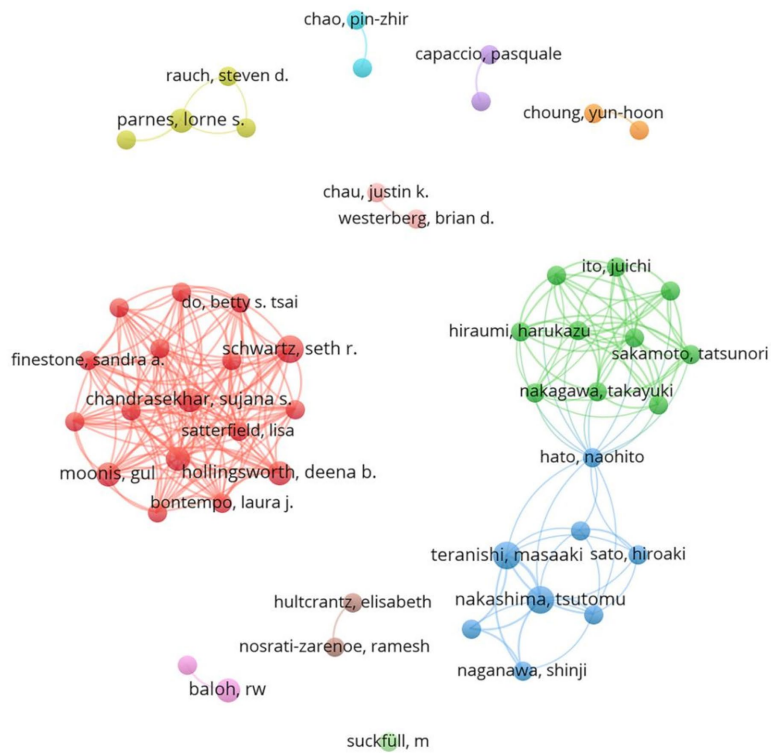 chao, pin-zhir
capaccio, pasquale
rauch, steven d.
parnes, lorne s.
choung, yun-hoon
chau, justin k.
westerberg, brian d.
ito, juichi
do, betty s. tsai
hiraumi, harukazu
schwartz, seth r.
sakamoto, tatsunori
finestone, sandra a.
nakagawa, takayuki
chandrasekhar, sujana s.
satterfield, lisa
hato, naohito
moonis, gul
hollingsworth, deena b.
bontempo, laura j.
teranishi, masaaki
sato, hiroaki
hultcrantz, elisabeth
nakashima, tsutomu
nosrati-zarenoe, ramesh
naganawa, shinji
baloh, rw
suckfüll, m